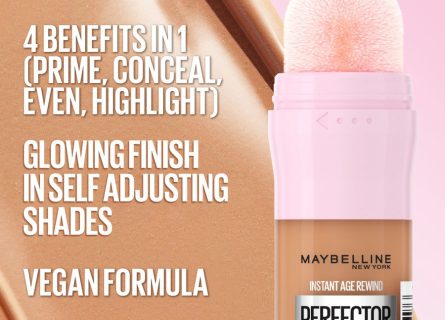 4 BENEFITS IN 1
(PRIME, CONCEAL,
EVEN, HIGHLIGHT)
GLOWING FINISH
IN SELF ADJUSTING
SHADES
VEGAN FORMULA
MAYBELLINE
NEW YORK
INSTANT AGE REWIND
PERFECTOR